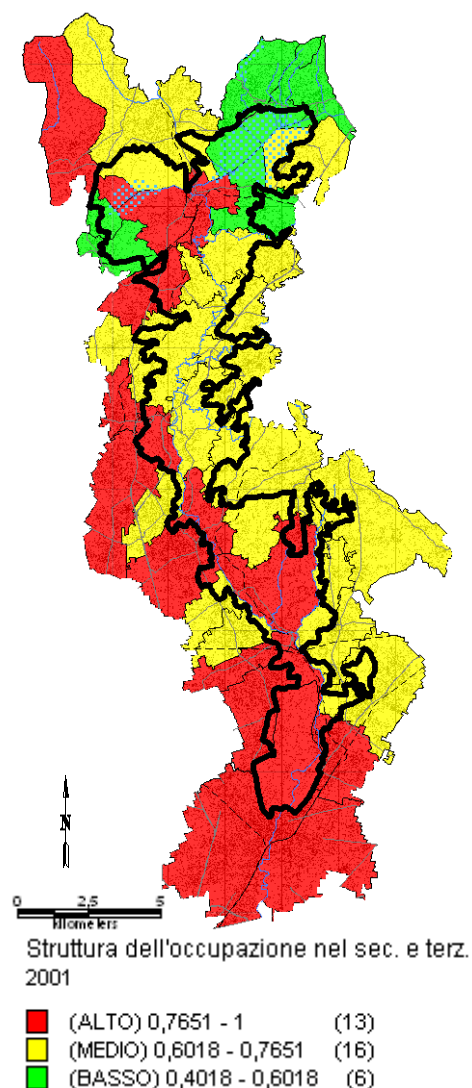 N
0 2,5 5
kilometers
Struttura dell'occupazione nel sec. e terz.
2001
(ALTO) 0,7651 - 1 (13)
(MEDIO) 0,6018 - 0,7651 (16)
(BASSO) 0,4018 - 0,6018 (6)